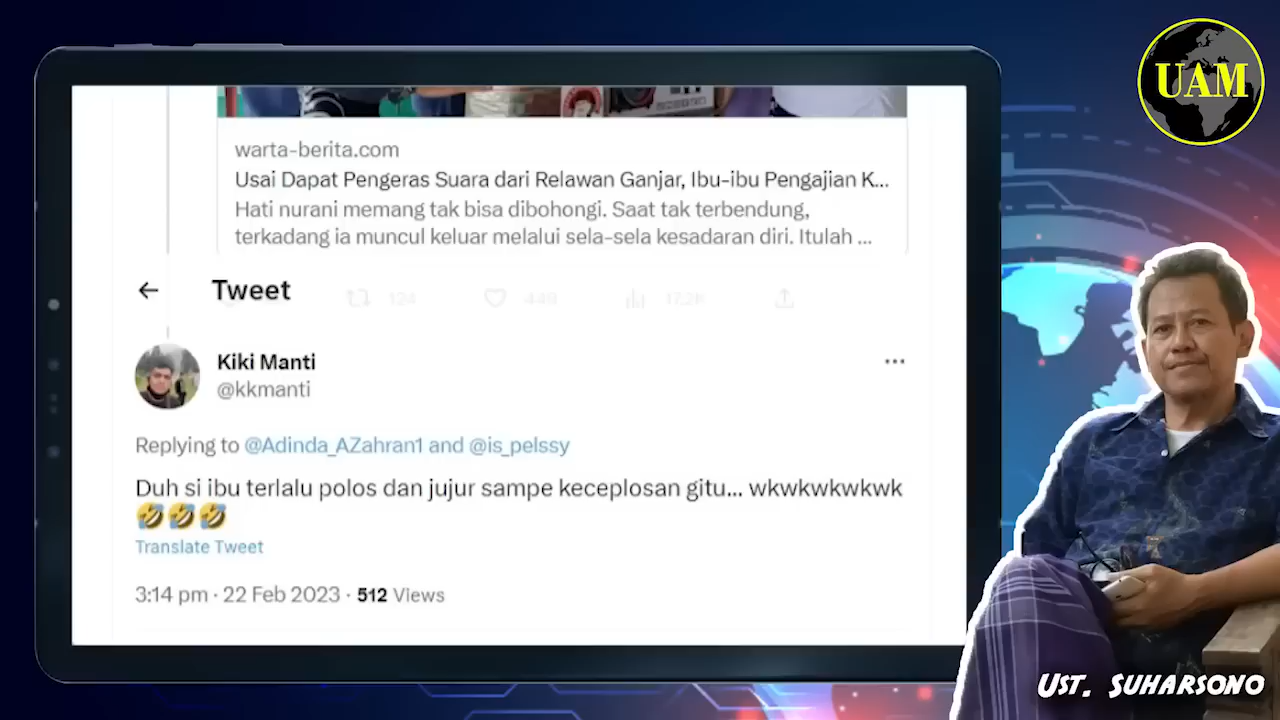 UAM
warta-berita.com
Usai Dapat Pengeras Suara dari Relawan Ganjar, Ibu-ibu Pengajian K...
Hati nurani memang tak bisa dibohongi. Saat tak terbendung,
terkadang ia muncul keluar melalui sela-sela kesadaran diri. Itulah ...
Tweet
124 449
Kiki Manti
@kkmanti
Replying to @Adinda_AZahran1 and @is_pelssy
Duh si ibu terlalu polos dan jujur sampe keceplosan gitu... wkwkwkwkwk
🤣🤣🤣
Translate Tweet
3:14 pm · 22 Feb 2023 · 512 Views
Ust. Suharsono